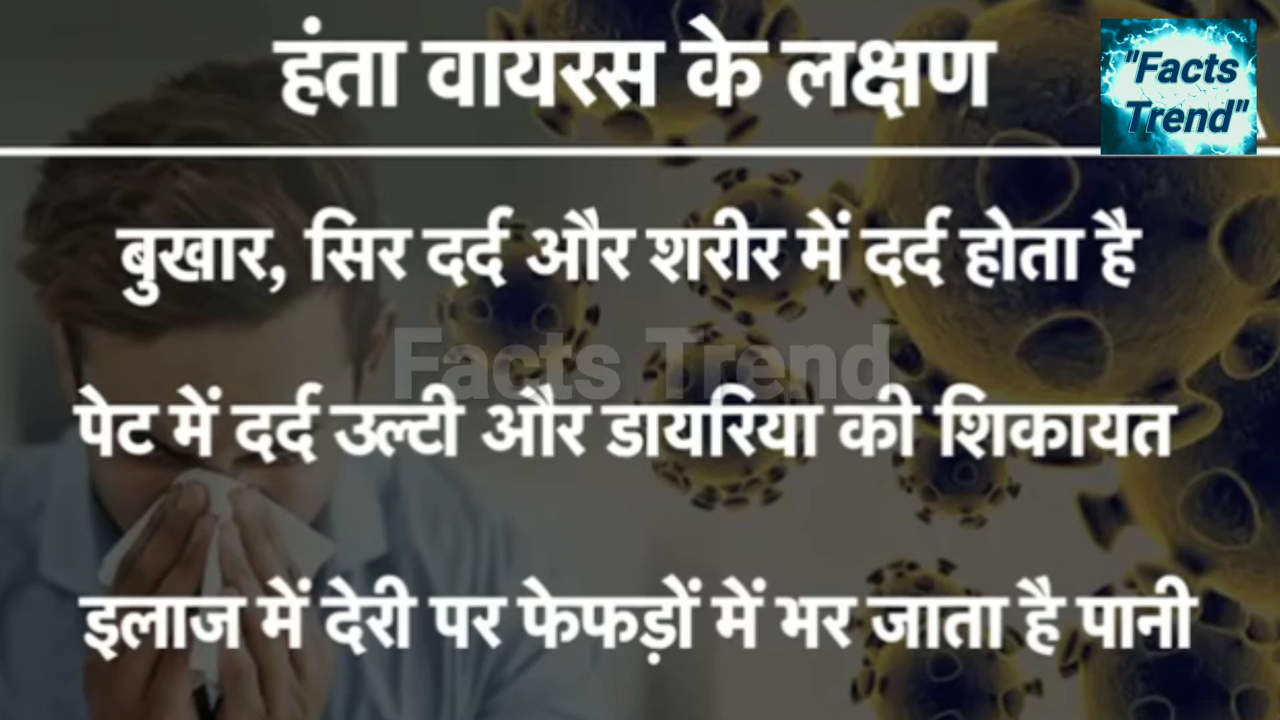 हंता वायरस के लक्षण
"Facts
Trend"
बुखार, सिर दर्द और शरीर में दर्द होता है
Facts Trend
पेट में दर्द उल्टी और डायरिया की शिकायत
इलाज में देरी पर फेफड़ों में भर जाता है पानी